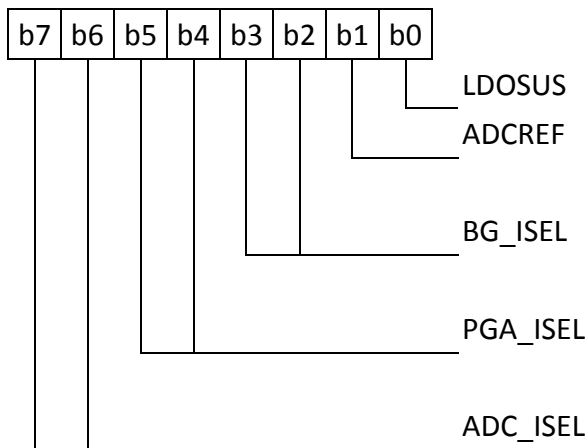 b7 b6 b5 b4 b3 b2 b1 b0
LDOSUS
ADCREF
BG_ISEL
PGA_ISEL
ADC_ISEL